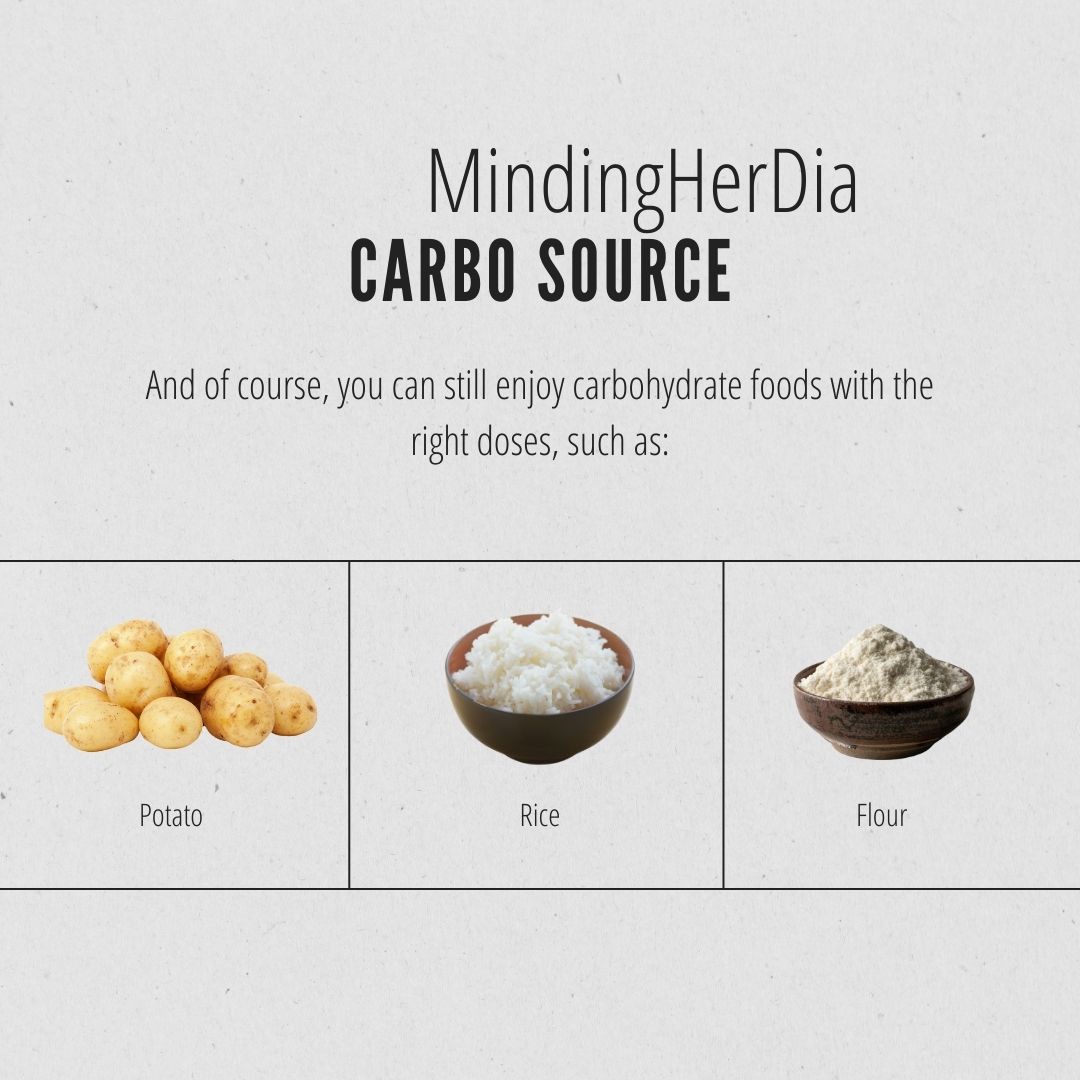 MindingHerDia
CARBO SOURCE
And of course, you can still enjoy carbohydrate foods with the
right doses, such as:
Potato
Rice
Flour